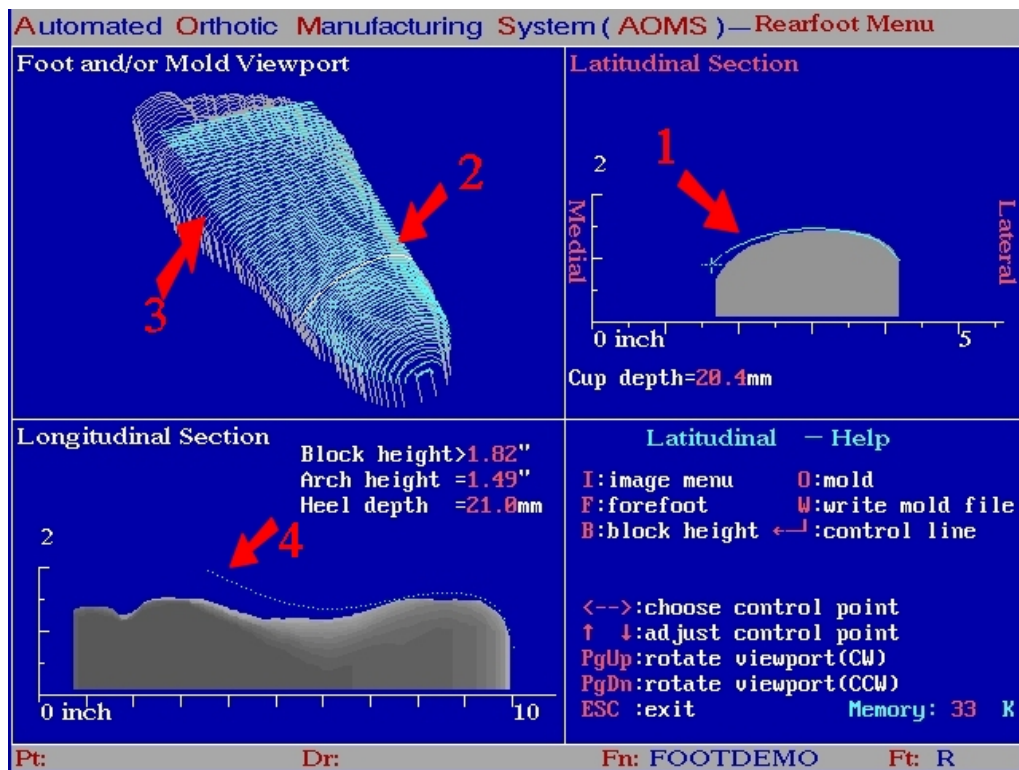 Automated Orthotic Manufacturing System ( AOMS )—Rearfoot Menu
Foot and/or Mold Viewport
2
3
Latitudinal Section
1
2
Medial
Lateral
0 inch
5
Cup depth=20.4mm
Longitudinal Section
Block height>1.82"
Arch height =1.49"
Heel depth =21.0mm
4
2
0 inch
10
Latitudinal — Help
I:image menu O:mold
F:forefoot W:write mold file
B:block height ←┘:control line
<-->:choose control point
↑ ↓:adjust control point
PgUp:rotate viewport(CW)
PgDn:rotate viewport(CCW)
ESC :exit Memory: 33 K
Pt: Dr: Fn: FOOTDEMO Ft: R